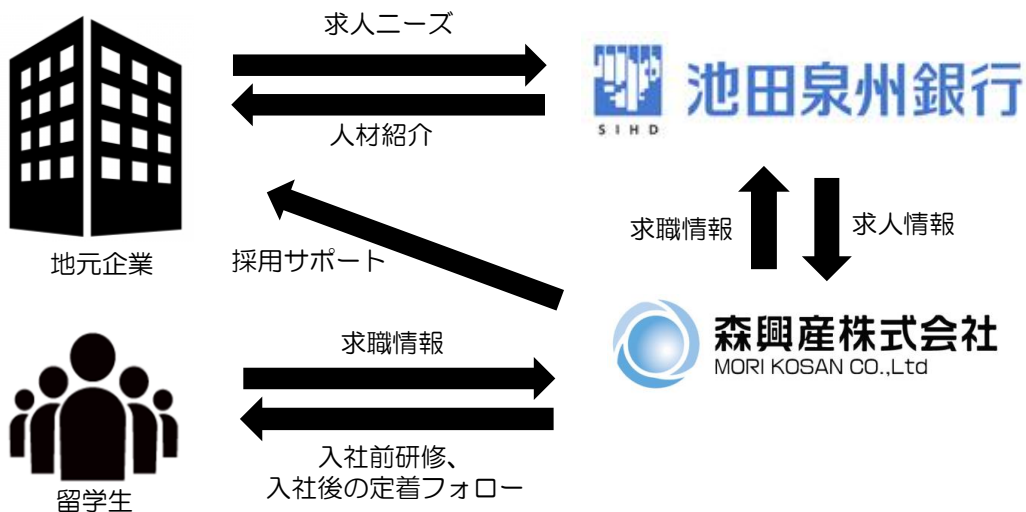 求人ニーズ
人材紹介
SIHD
池田泉州銀行
地元企業
採用サポート
求職情報
求人情報
森興産株式会社
MORI KOSAN CO.,Ltd
求職情報
入社前研修、
入社後の定着フォロー
留学生